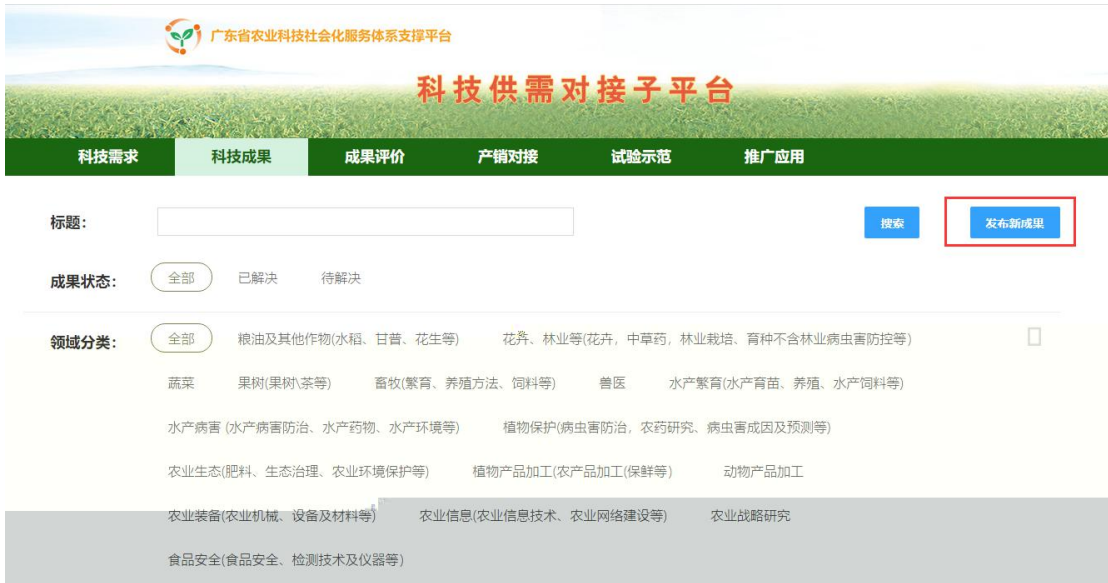 广东省农业科技社会化服务体系支撑平台
科技供需对接子平台
科技需求 科技成果 成果评价 产销对接 试验示范 推广应用
标题: 搜索 发布新成果
成果状态: 全部 已解决 待解决
领域分类: 全部 粮油及其他作物(水稻、甘普、花生等) 花卉、林业等(花卉，中草药，林业栽培、育种不含林业病虫害防控等)
蔬菜 果树(果树\茶等) 畜牧(繁育、养殖方法、饲料等) 兽医 水产繁育(水产育苗、养殖、水产饲料等)
水产病害 (水产病害防治、水产药物、水产环境等) 植物保护(病虫害防治，农药研究、病虫害成因及预测等)
农业生态(肥料、生态治理、农业环境保护等) 植物产品加工(农产品加工(保鲜等) 动物产品加工
农业装备(农业机械、设备及材料等) 农业信息(农业信息技术、农业网络建设等) 农业战略研究
食品安全(食品安全、检测技术及仪器等)